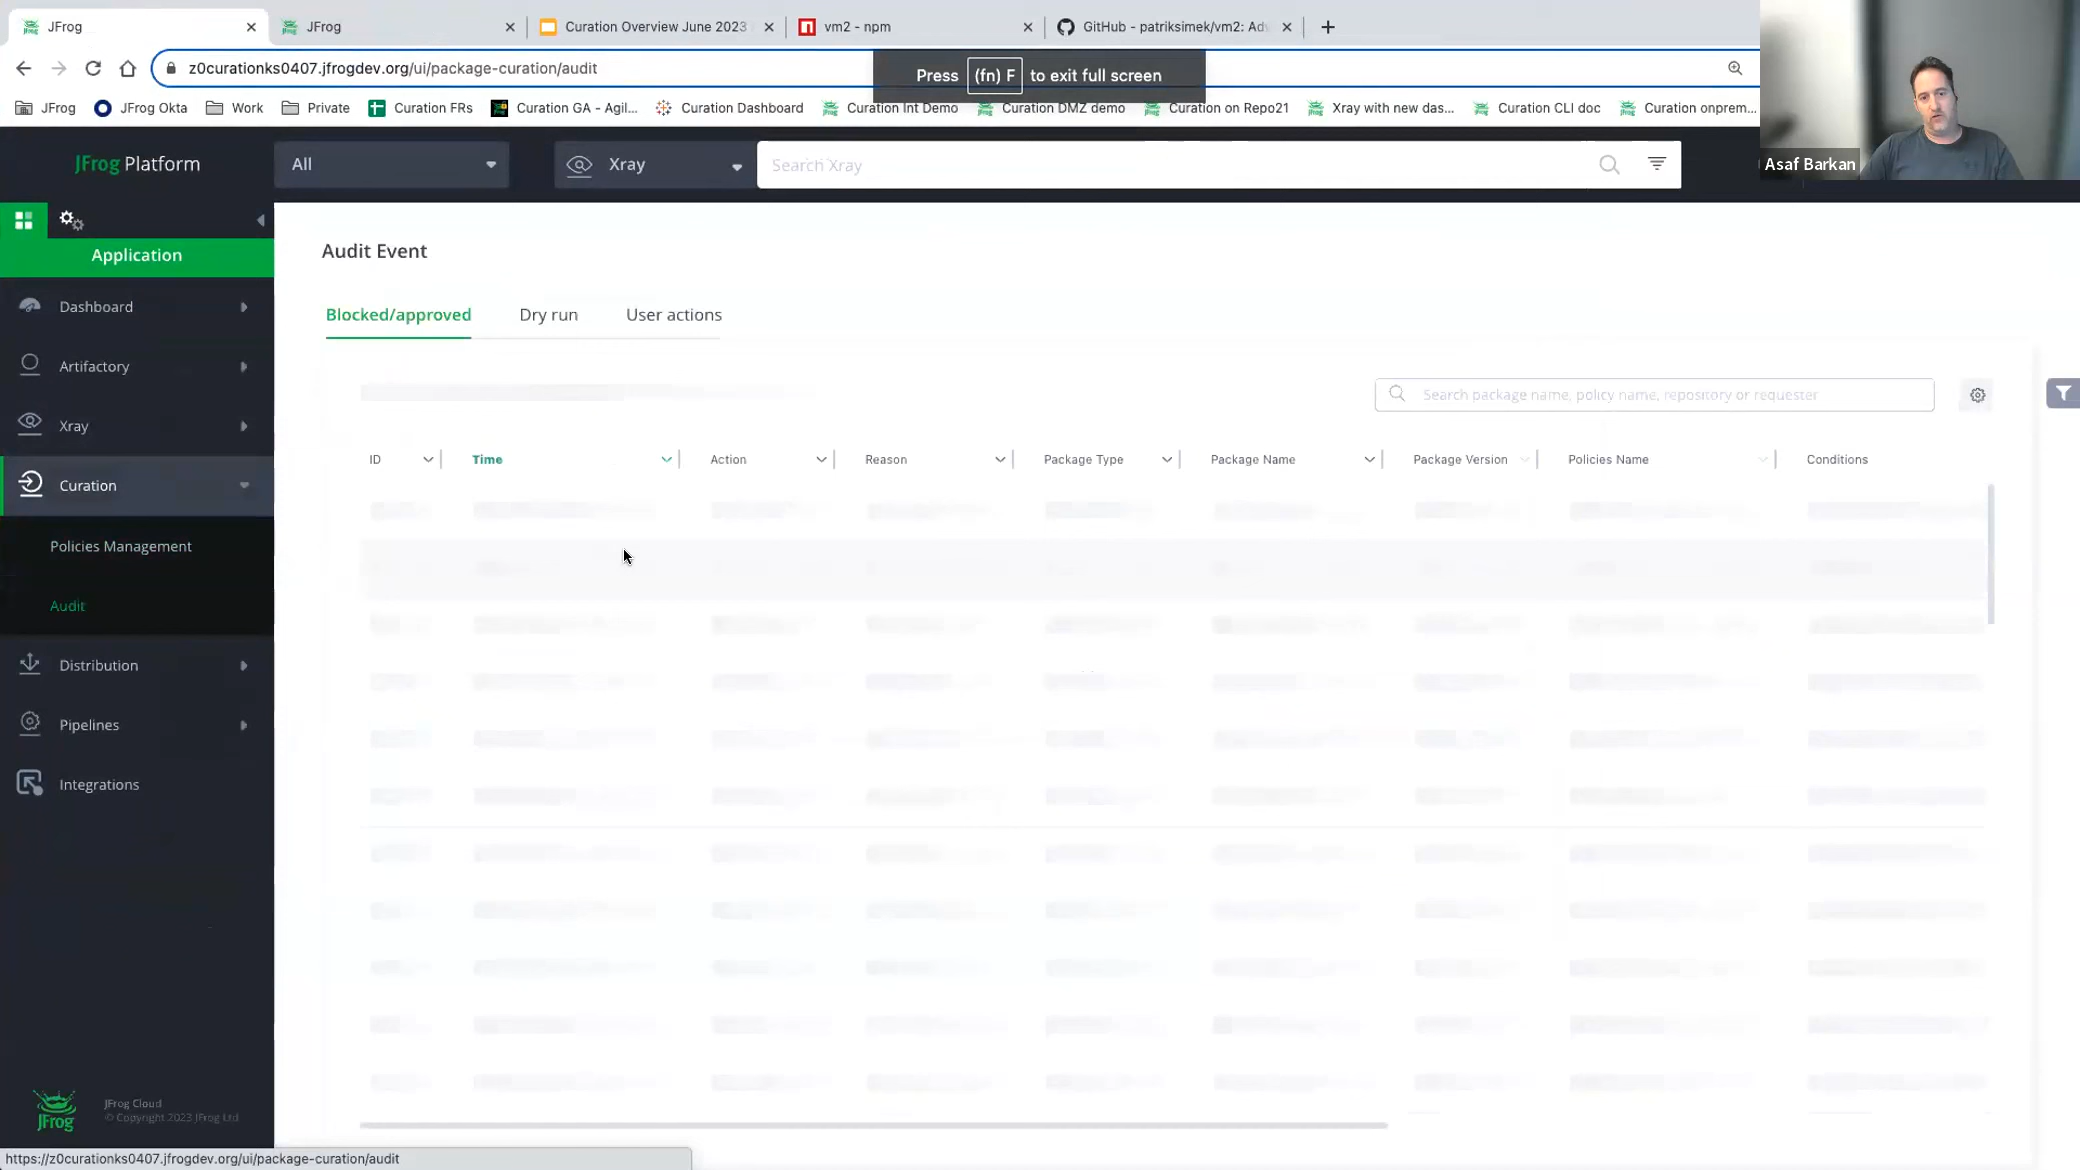 JFrog
JFrog
Curation Overview June 2023
vm2 - npm
GitHub - patriksimek/vm2: Adv
z0curationks0407.jfrogdev.org/ui/package-curation/audit
Press (fn) F to exit full screen
JFrog
JFrog Okta
Work
Private
Curation FRs
Curation GA - Agil...
Curation Dashboard
Curation Int Demo
Curation DMZ demo
Curation on Repo21
Xray with new das...
Curation CLI doc
Curation onprem...
Asaf Barkan
JFrog Platform
All
Xray
Search Xray
Application
Dashboard
Artifactory
Xray
Curation
Policies Management
Audit
Distribution
Pipelines
Integrations
Audit Event
Blocked/approved
Dry run
User actions
Search package name, policy name, repository or requester
ID
Time
Action
Reason
Package Type
Package Name
Package Version
Policies Name
Conditions
JFrog
JFrog Cloud
© Copyright 2023 JFrog Ltd
https://z0curationks0407.jfrogdev.org/ui/package-curation/audit